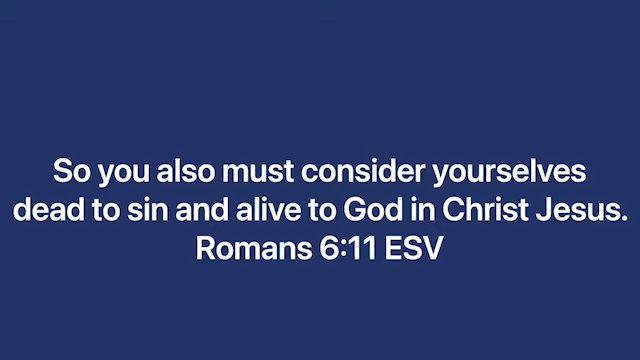 So you also must consider yourselves
dead to sin and alive to God in Christ Jesus.
Romans 6:11 ESV